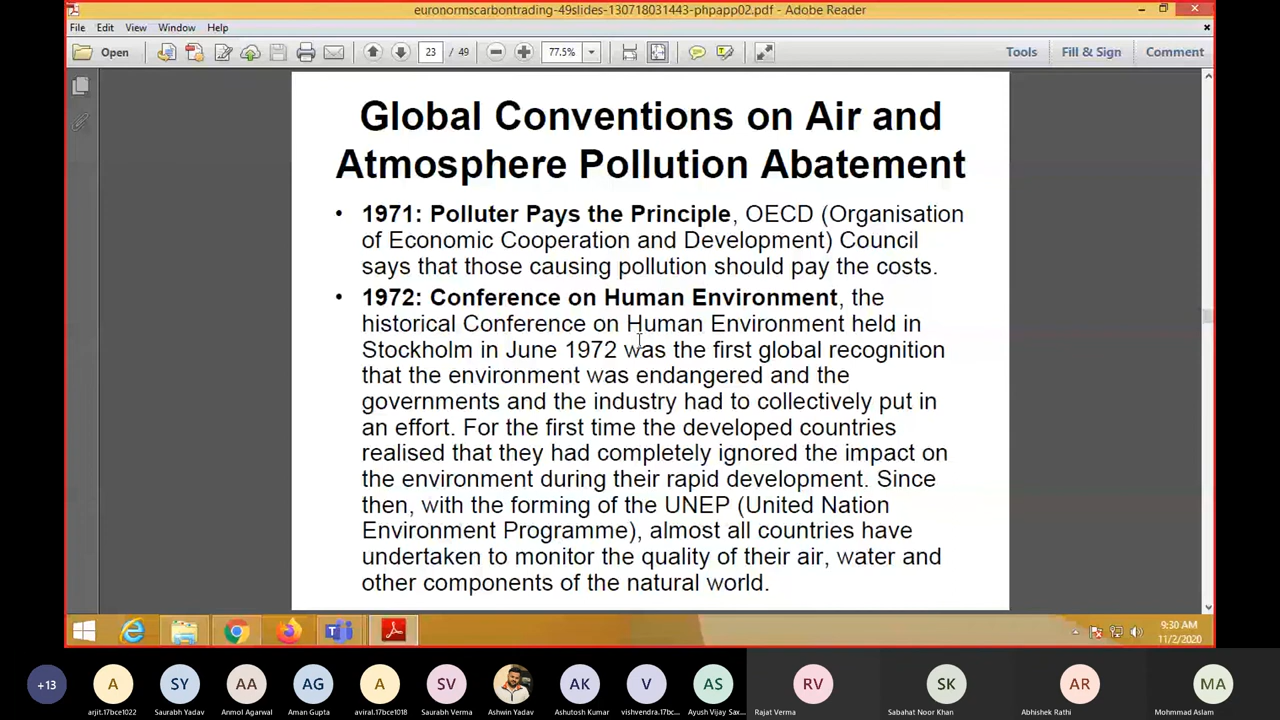 euronormscarbontrading-49slides-130718031443-phpapp02.pdf - Adobe Reader
File Edit View Window Help
Open 23 / 49 77.5% Tools Fill & Sign Comment
Global Conventions on Air and
Atmosphere Pollution Abatement
• 1971: Polluter Pays the Principle, OECD (Organisation
of Economic Cooperation and Development) Council
says that those causing pollution should pay the costs.
• 1972: Conference on Human Environment, the
historical Conference on Human Environment held in
Stockholm in June 1972 was the first global recognition
that the environment was endangered and the
governments and the industry had to collectively put in
an effort. For the first time the developed countries
realised that they had completely ignored the impact on
the environment during their rapid development. Since
then, with the forming of the UNEP (United Nation
Environment Programme), almost all countries have
undertaken to monitor the quality of their air, water and
other components of the natural world.
9:30 AM
11/2/2020
+13 A SY AA AG A SV AK V AS RV SK AR MA
arjit.17bce1022 Saurabh Yadav Anmol Agarwal Aman Gupta aviral.17bce1018 Saurabh Verma Ashwin Yadav Ashutosh Kumar vishvendra.17bc... Ayush Vijay Sax... Rajat Verma Sabahat Noor Khan Abhishek Rathi Mohmmad Aslam